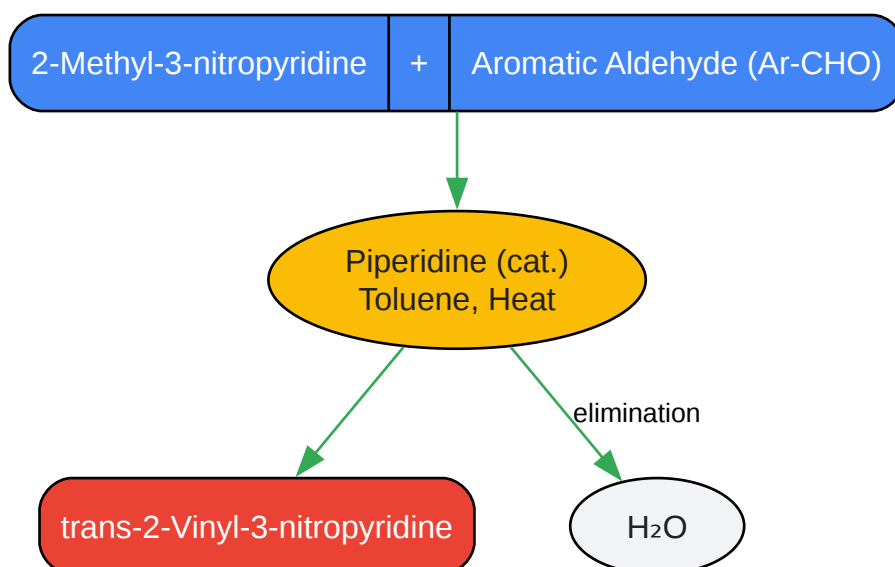 2-Methyl-3-nitropyridine + Aromatic Aldehyde (Ar-CHO)
Piperidine (cat.)
Toluene, Heat
elimination
trans-2-Vinyl-3-nitropyridine
H₂O